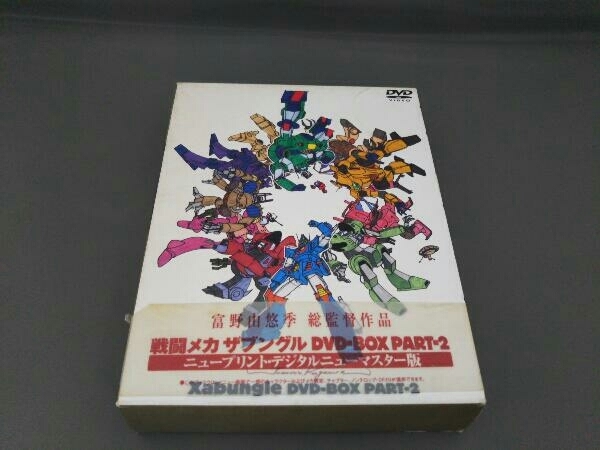 DVD
VIDEO
富野由悠季 総監督作品
戦闘メカ ザブングル DVD-BOX PART-2
ニュープリント・デジタルニューマスター版
Xabungle DVD-BOX PART-2